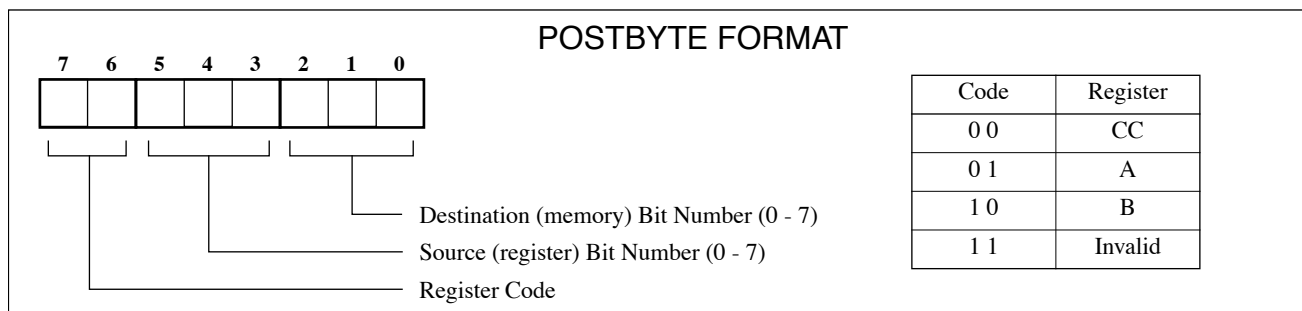 POSTBYTE FORMAT
7 6 5 4 3 2 1 0
Destination (memory) Bit Number (0 - 7)
Source (register) Bit Number (0 - 7)
Register Code
Code Register
0 0 CC
0 1 A
1 0 B
1 1 Invalid